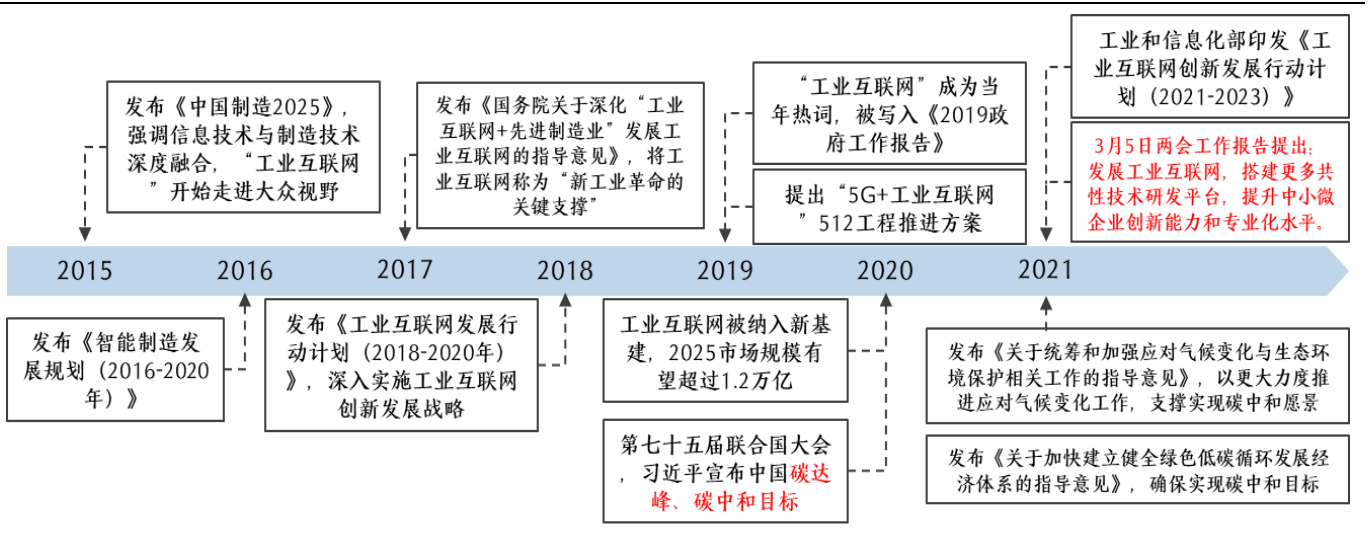 发布《中国制造2025》，
强调信息技术与制造技术
深度融合，“工业互联网
”开始走进大众视野
发布《国务院关于深化“工业
互联网+先进制造业”发展工
业互联网的指导意见》，将工
业互联网称为“新工业革命的
关键支撑”
“工业互联网”成为当
年热词，被写入《2019政
府工作报告》
提出“5G+工业互联网
”512工程推进方案
工业和信息化部印发《工
业互联网创新发展行动计
划（2021-2023）》
3月5日两会工作报告提出：
发展工业互联网，搭建更多共
性技术研发平台，提升中小微
企业创新能力和专业化水平。
2015 2016 2017 2018 2019 2020 2021
发布《智能制造发
展规划（2016-2020
年）》
发布《工业互联网发展行
动计划（2018-2020年）
》，深入实施工业互联网
创新发展战略
工业互联网被纳入新基
建，2025市场规模有
望超过1.2万亿
第七十五届联合国大会
，习近平宣布中国碳达
峰、碳中和目标
发布《关于统筹和加强应对气候变化与生态环
境保护相关工作的指导意见》，以更大力度推
进应对气候变化工作，支撑实现碳中和愿景
发布《关于加快建立健全绿色低碳循环发展经
济体系的指导意见》，确保实现碳中和目标